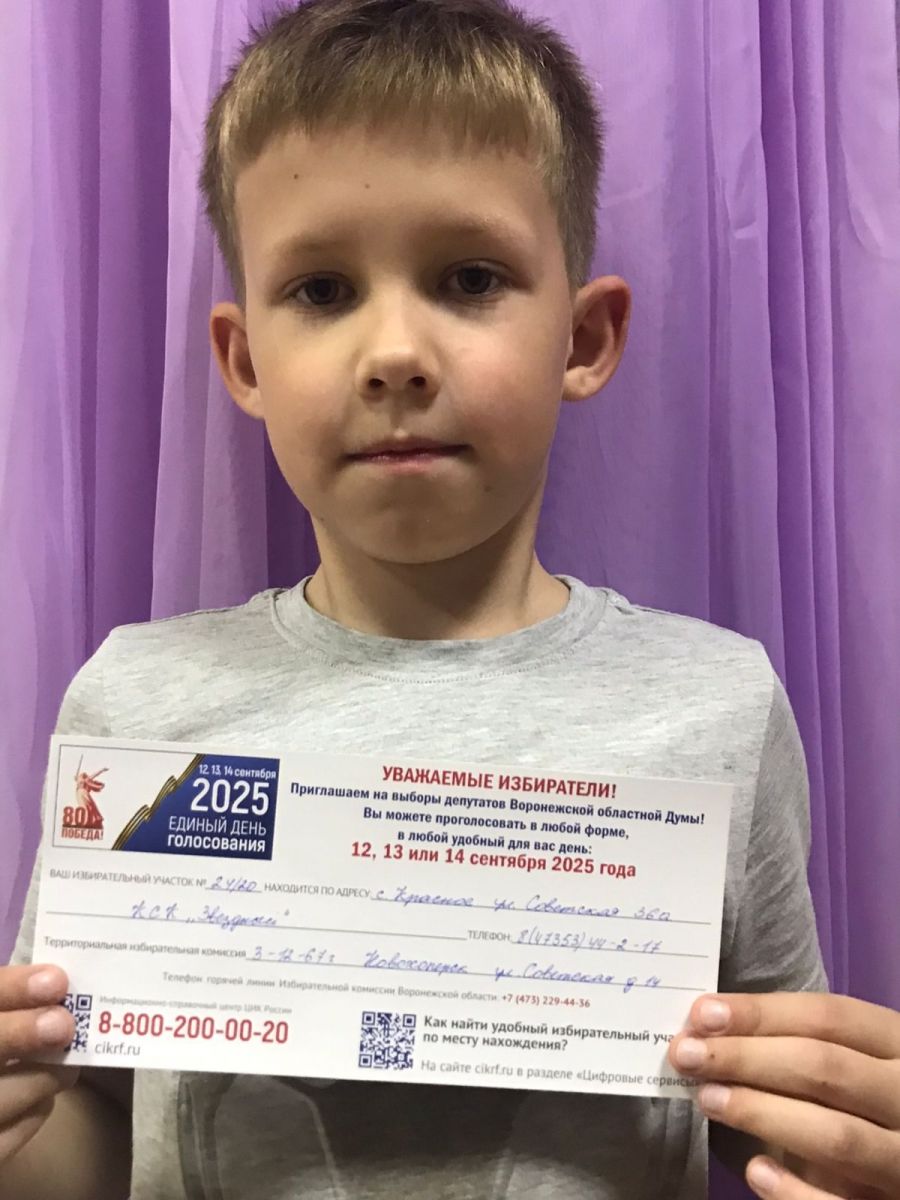 80
ПОБЕДА!
12, 13, 14 сентября
2025
ЕДИНЫЙ ДЕНЬ
ГОЛОСОВАНИЯ
УВАЖАЕМЫЕ ИЗБИРАТЕЛИ!
Приглашаем на выборы депутатов Воронежской областной Думы!
Вы можете проголосовать в любой форме,
в любой удобный для вас день:
12, 13 или 14 сентября 2025 года
ВАШ ИЗБИРАТЕЛЬНЫЙ УЧАСТОК № 24/20 НАХОДИТСЯ ПО АДРЕСУ: с. Красное ул. Советская 36а
КСК „Звездный" ТЕЛЕФОН: 8(47353) 44-2-17
Территориальная избирательная комиссия 3-12-67 г Новохоперск ул. Советская д 14
Телефон горячей линии Избирательной комиссии Воронежской области: +7 (473) 229-44-36
Информационно-справочный центр ЦИК России
8-800-200-00-20
cikrf.ru
Как найти удобный избирательный уча
по месту нахождения?
На сайте cikrf.ru в разделе «Цифровые сервисы»